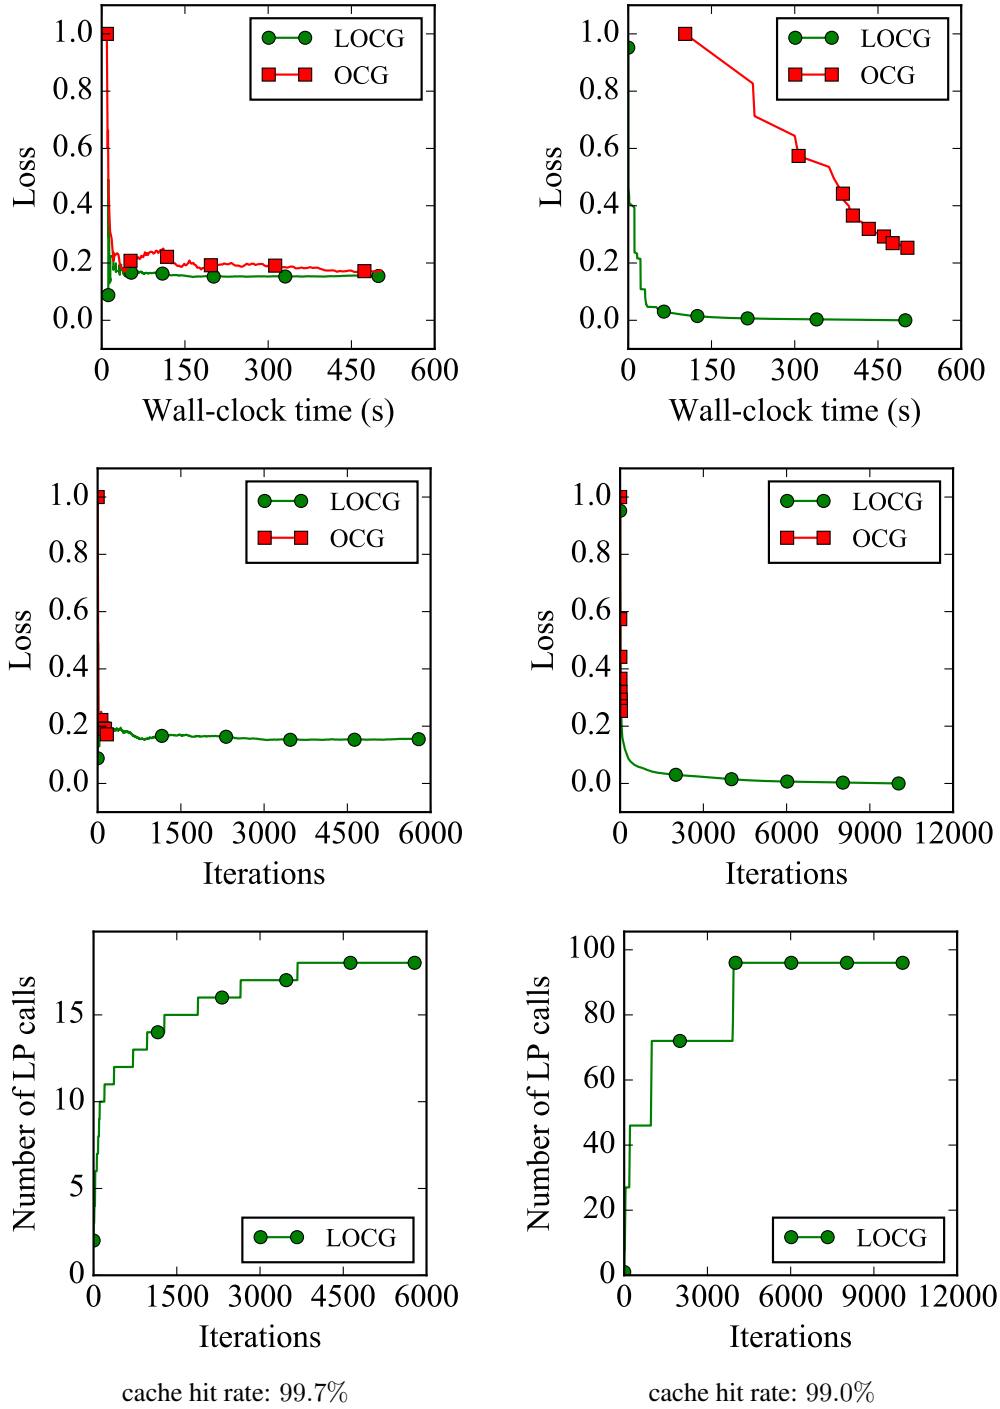 1.0
0.8
0.6
0.4
0.2
0.0
Loss
LOCG
OCG
0 150 300 450 600
Wall-clock time (s)
1.0
0.8
0.6
0.4
0.2
0.0
Loss
LOCG
OCG
0 150 300 450 600
Wall-clock time (s)
1.0
0.8
0.6
0.4
0.2
0.0
Loss
LOCG
OCG
0 1500 3000 4500 6000
Iterations
1.0
0.8
0.6
0.4
0.2
0.0
Loss
LOCG
OCG
0 3000 6000 9000 12000
Iterations
15
10
5
0
Number of LP calls
LOCG
0 1500 3000 4500 6000
Iterations
cache hit rate: 99.7%
100
80
60
40
20
0
Number of LP calls
LOCG
0 3000 6000 9000 12000
Iterations
cache hit rate: 99.0%